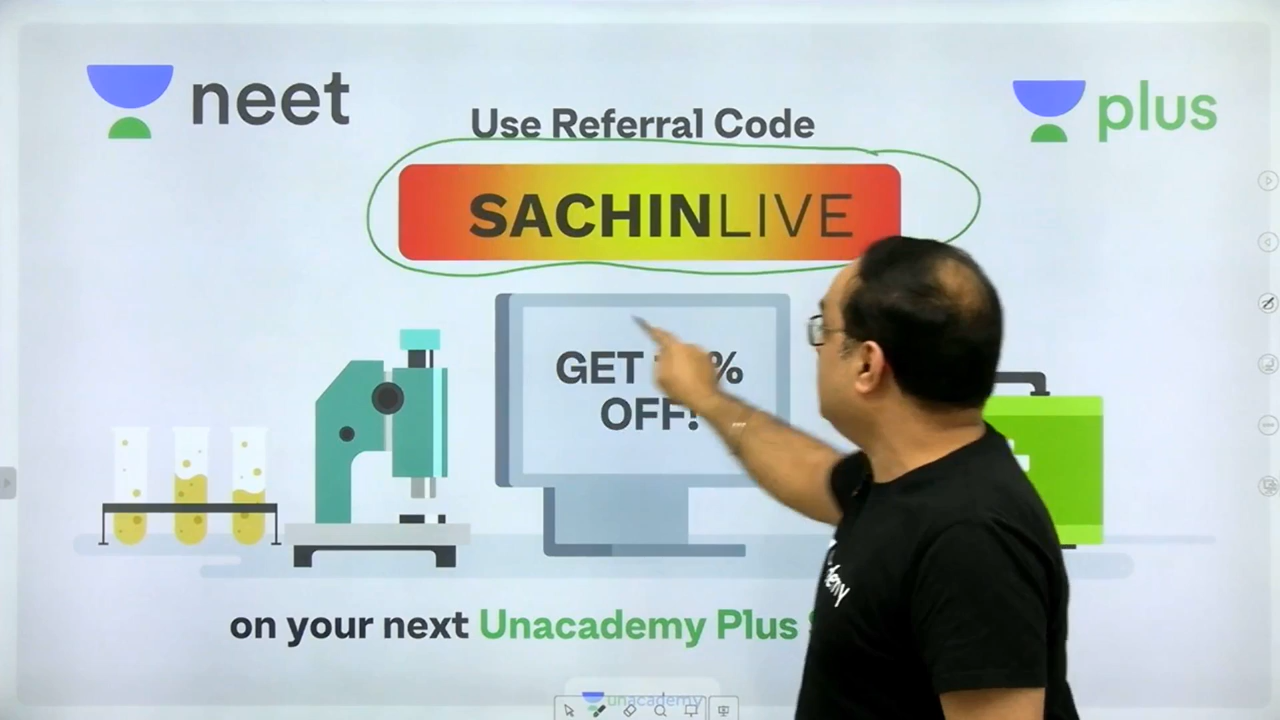 neet
Use Referral Code
plus
SACHINLIVE
GET %
OFF!
on your next Unacademy Plus
unacademy